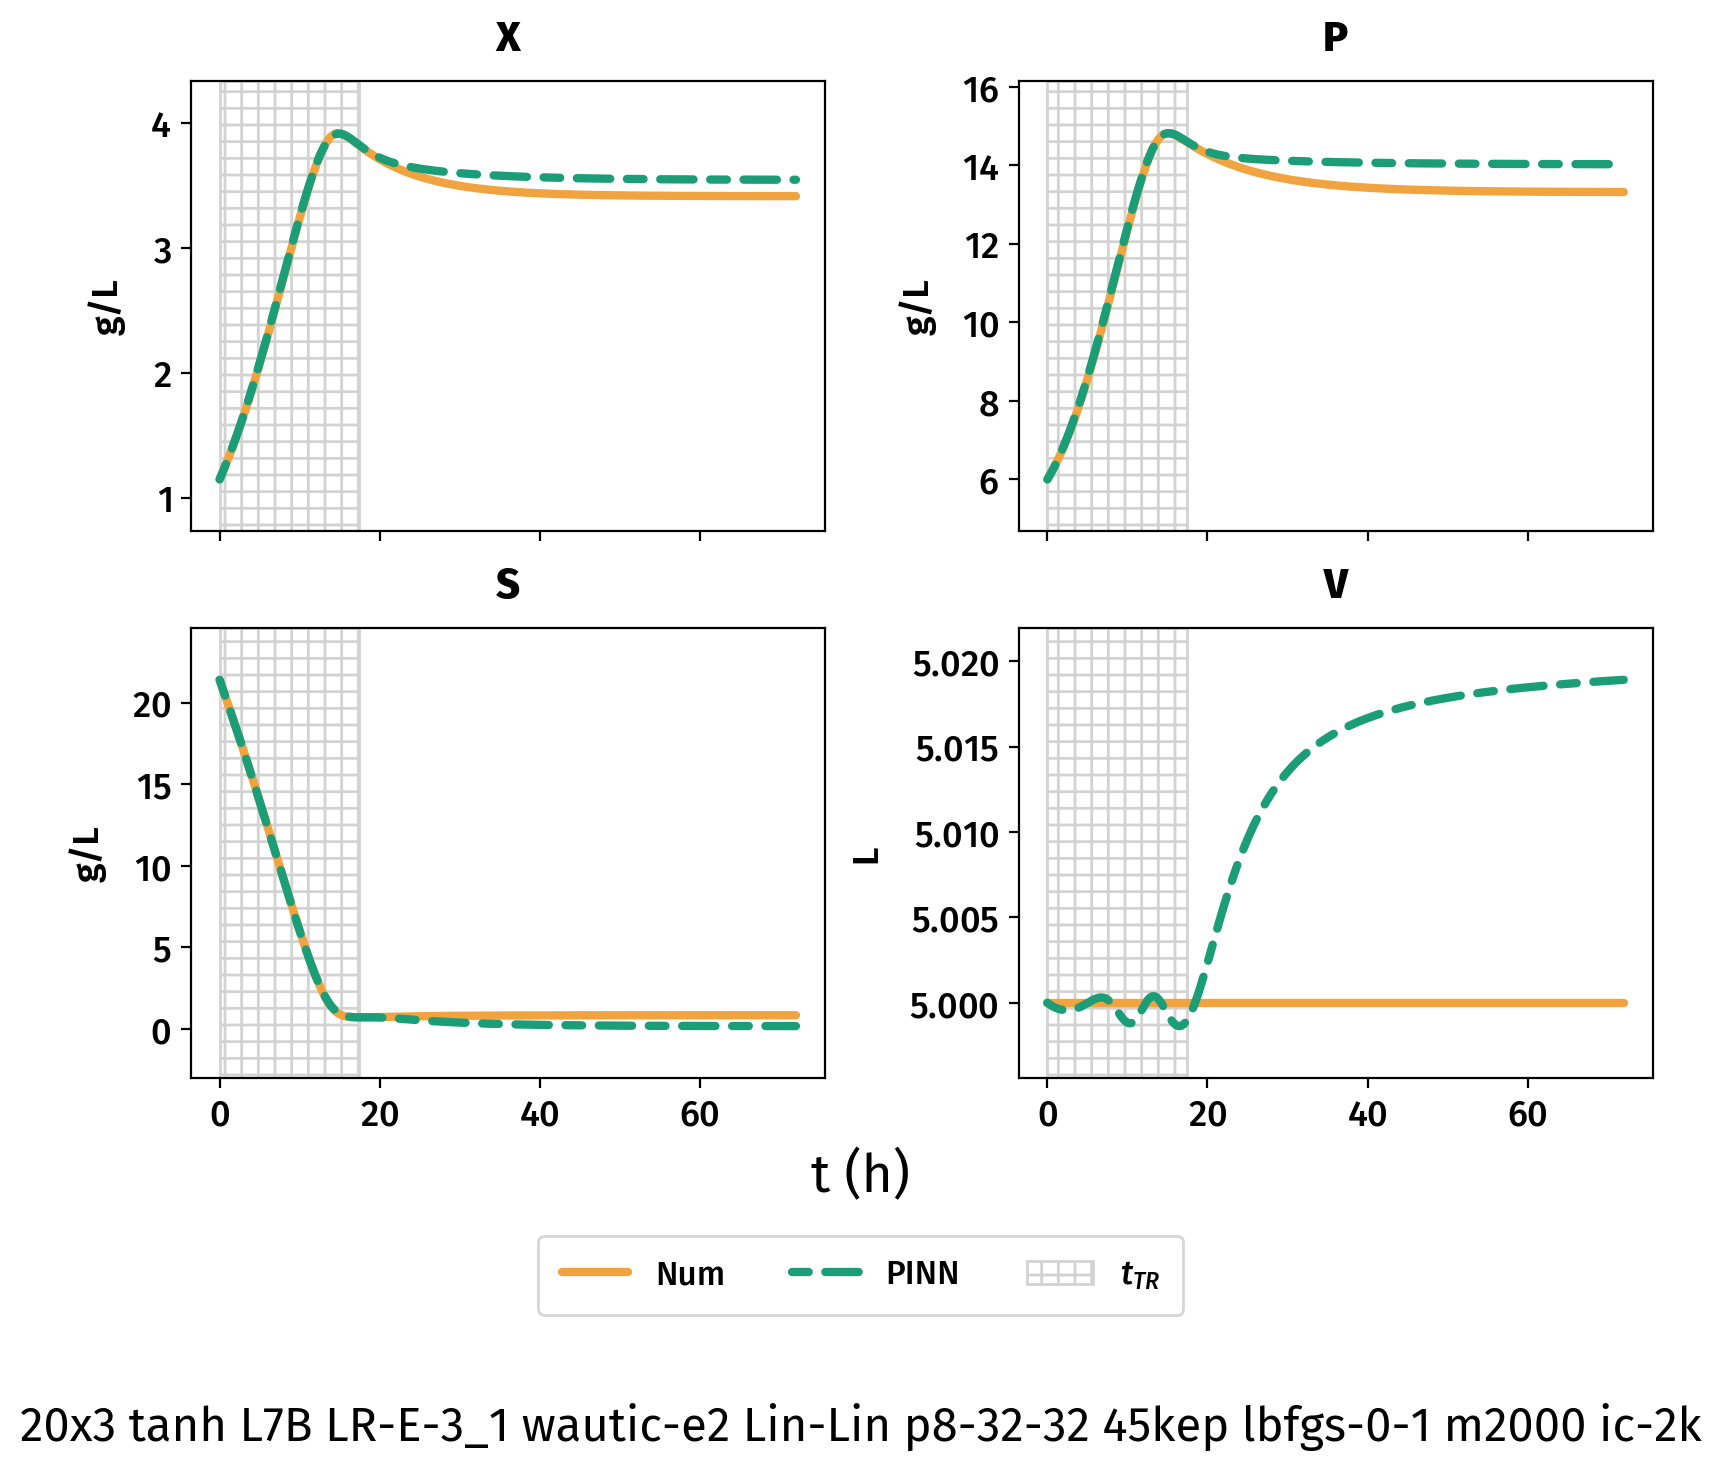 X
P
4
3
2
1
g/L
16
14
12
10
8
6
g/L
S
V
20
15
10
5
0
g/L
0 20 40 60
5.020
5.015
5.010
5.005
5.000
L
0 20 40 60
t (h)
Num PINN tTR
20x3 tanh L7B LR-E-3_1 wautic-e2 Lin-Lin p8-32-32 45kep lbfgs-0-1 m2000 ic-2k